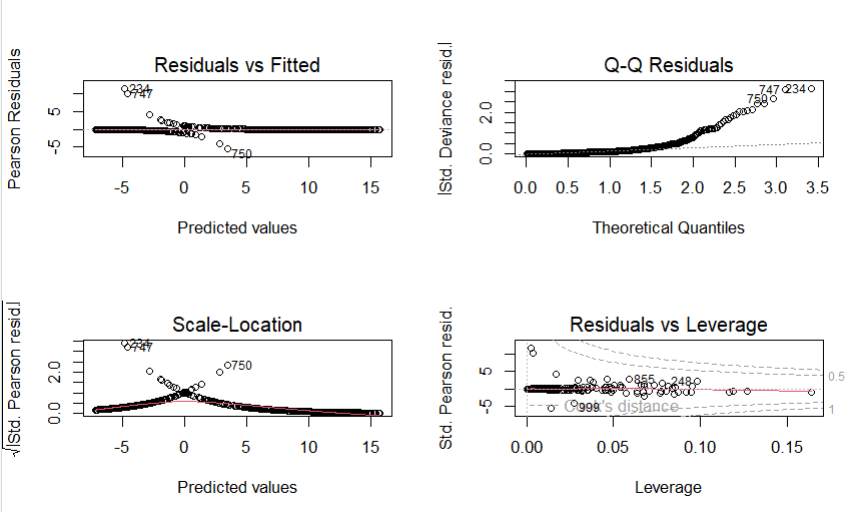 Residuals vs Fitted
Pearson Residuals
5
-5
234
747
750
-5 0 5 10 15
Predicted values
Q-Q Residuals
|Std. Deviance resid.|
2.0
0.0
747 234
750
0.0 0.5 1.0 1.5 2.0 2.5 3.0 3.5
Theoretical Quantiles
Scale-Location
√|Std. Pearson resid.|
2.0
0.0
234
747
750
-5 0 5 10 15
Predicted values
Residuals vs Leverage
Std. Pearson resid.
5
-5
855 248
0.5
Cook's distance
999
1
0.00 0.05 0.10 0.15
Leverage